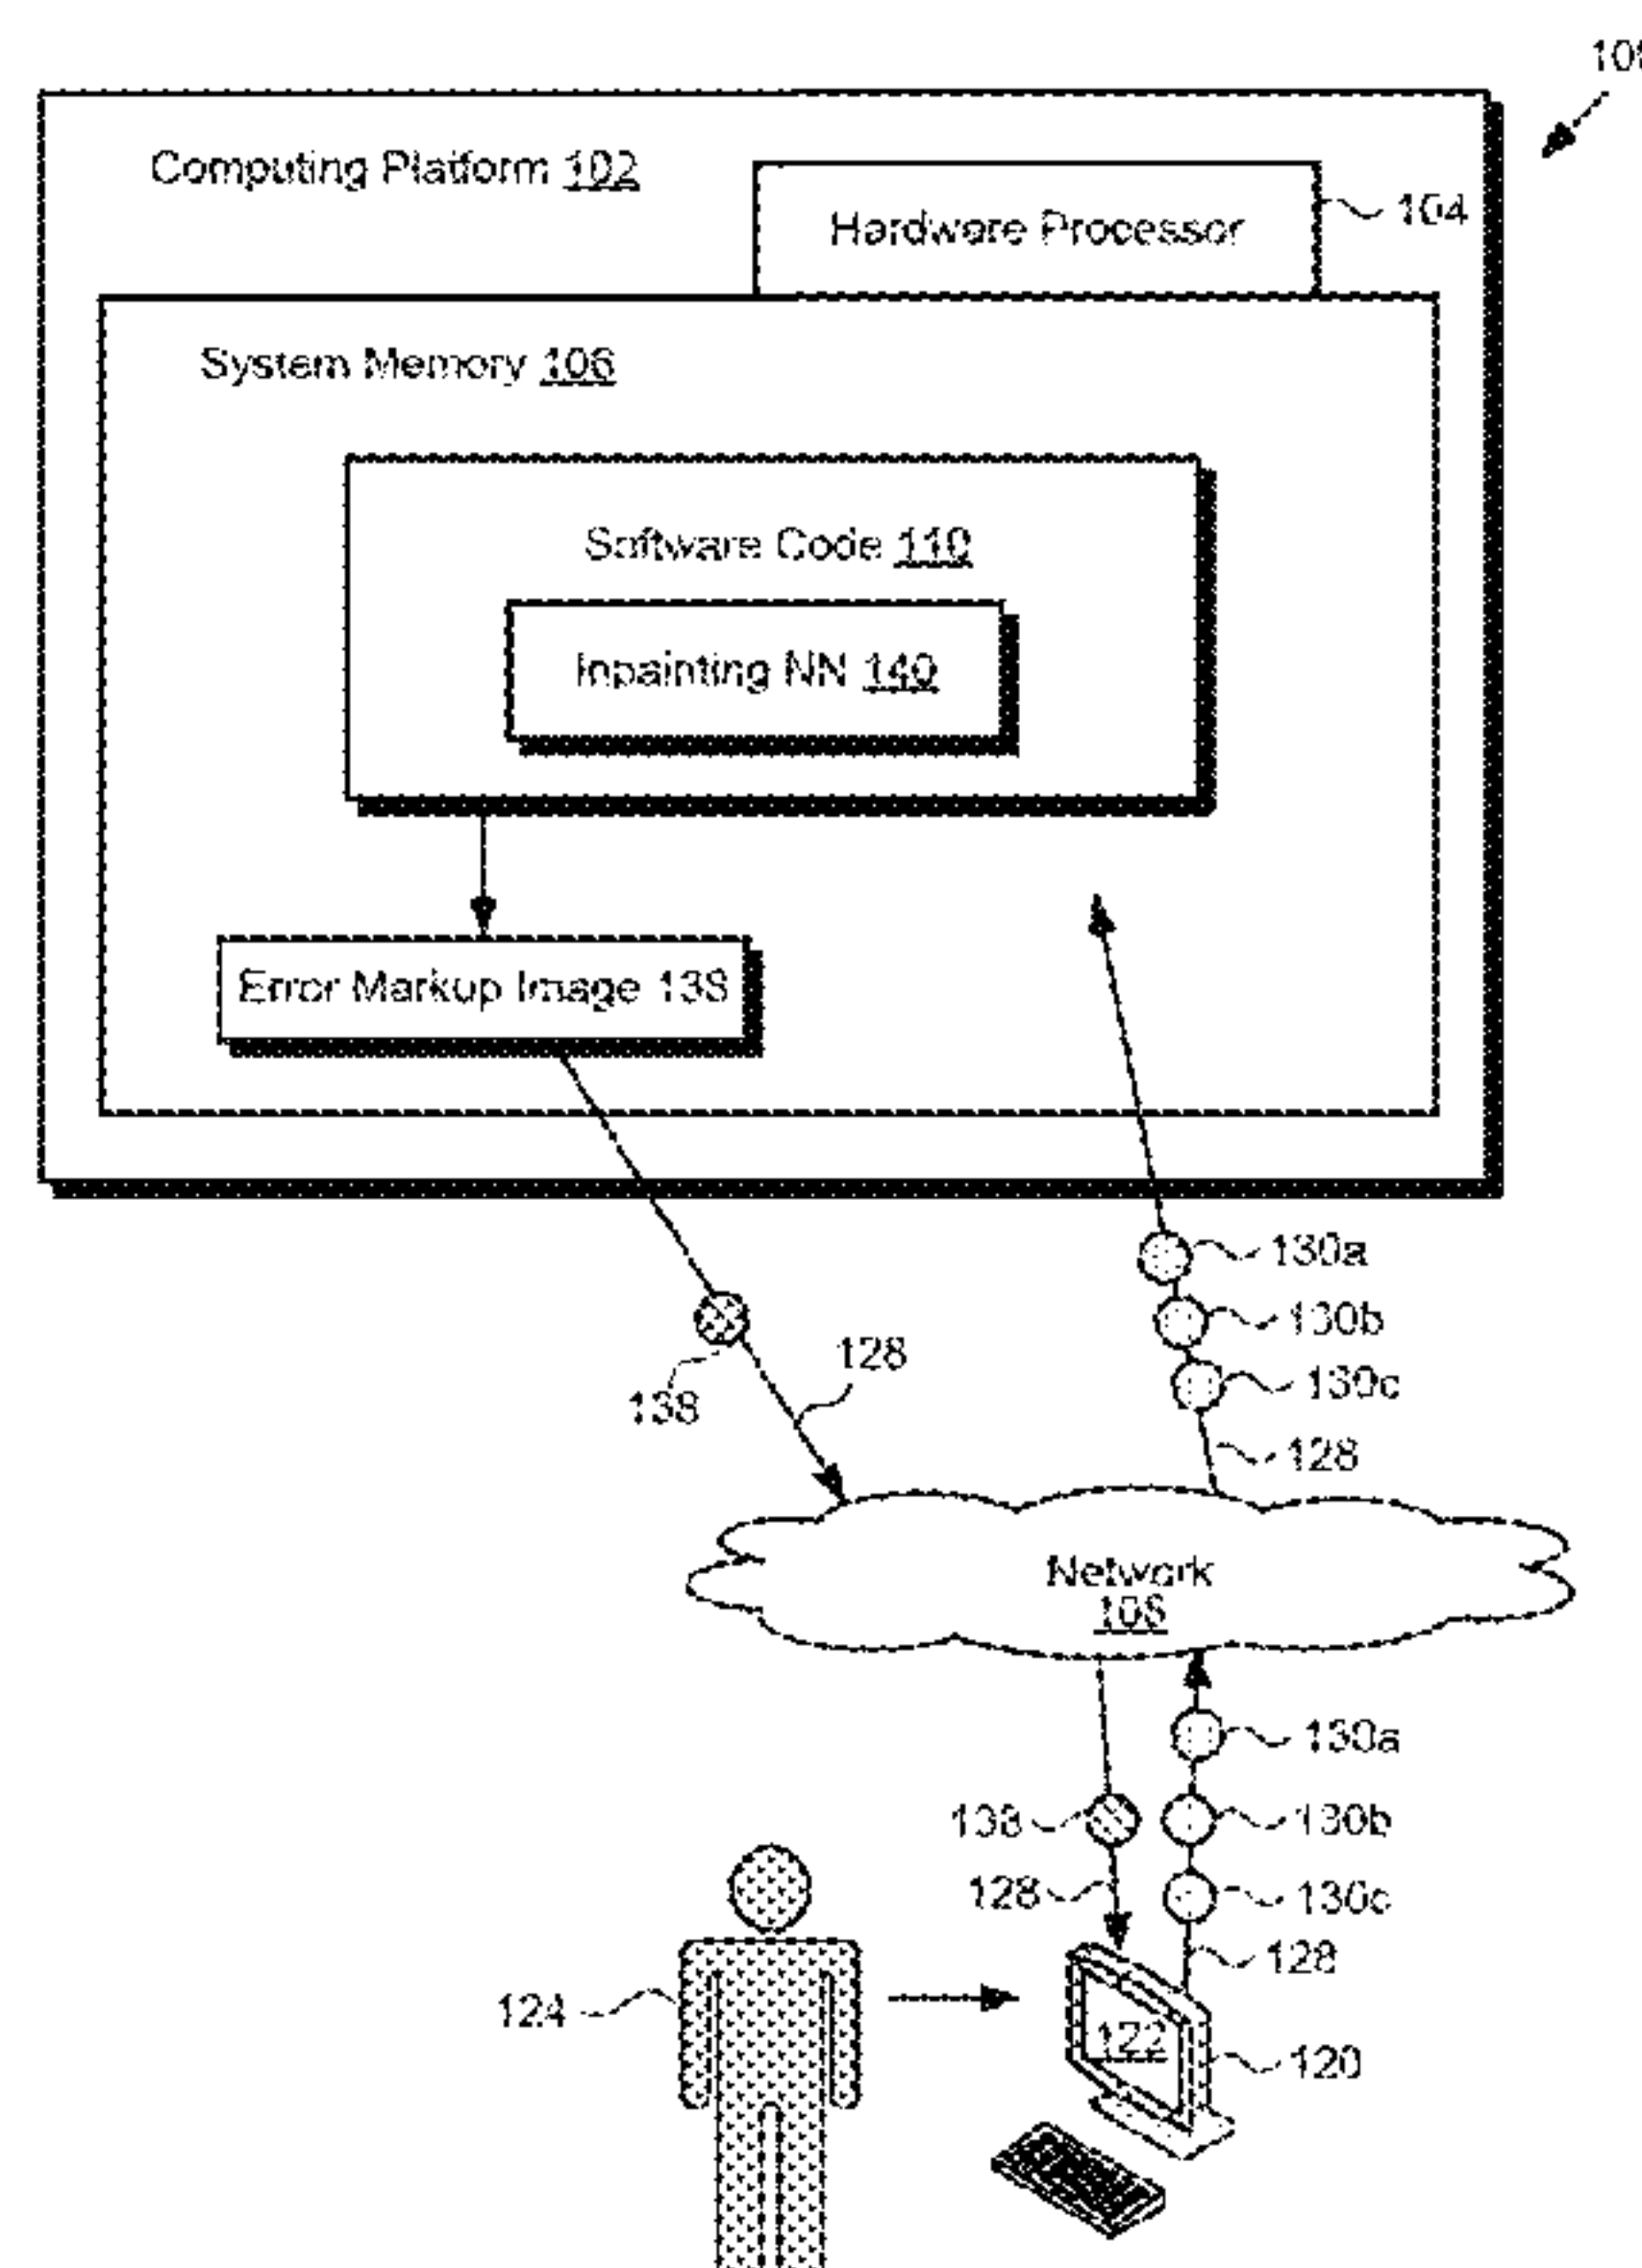 Computing Platform 102
Hardware Processor
104
System Memory 106
Software Code 110
Inpainting NN 140
Error Markup Image 138
130a
130b
130c
128
138
128
Network
108
130a
138
130b
128
130c
128
124
122
120